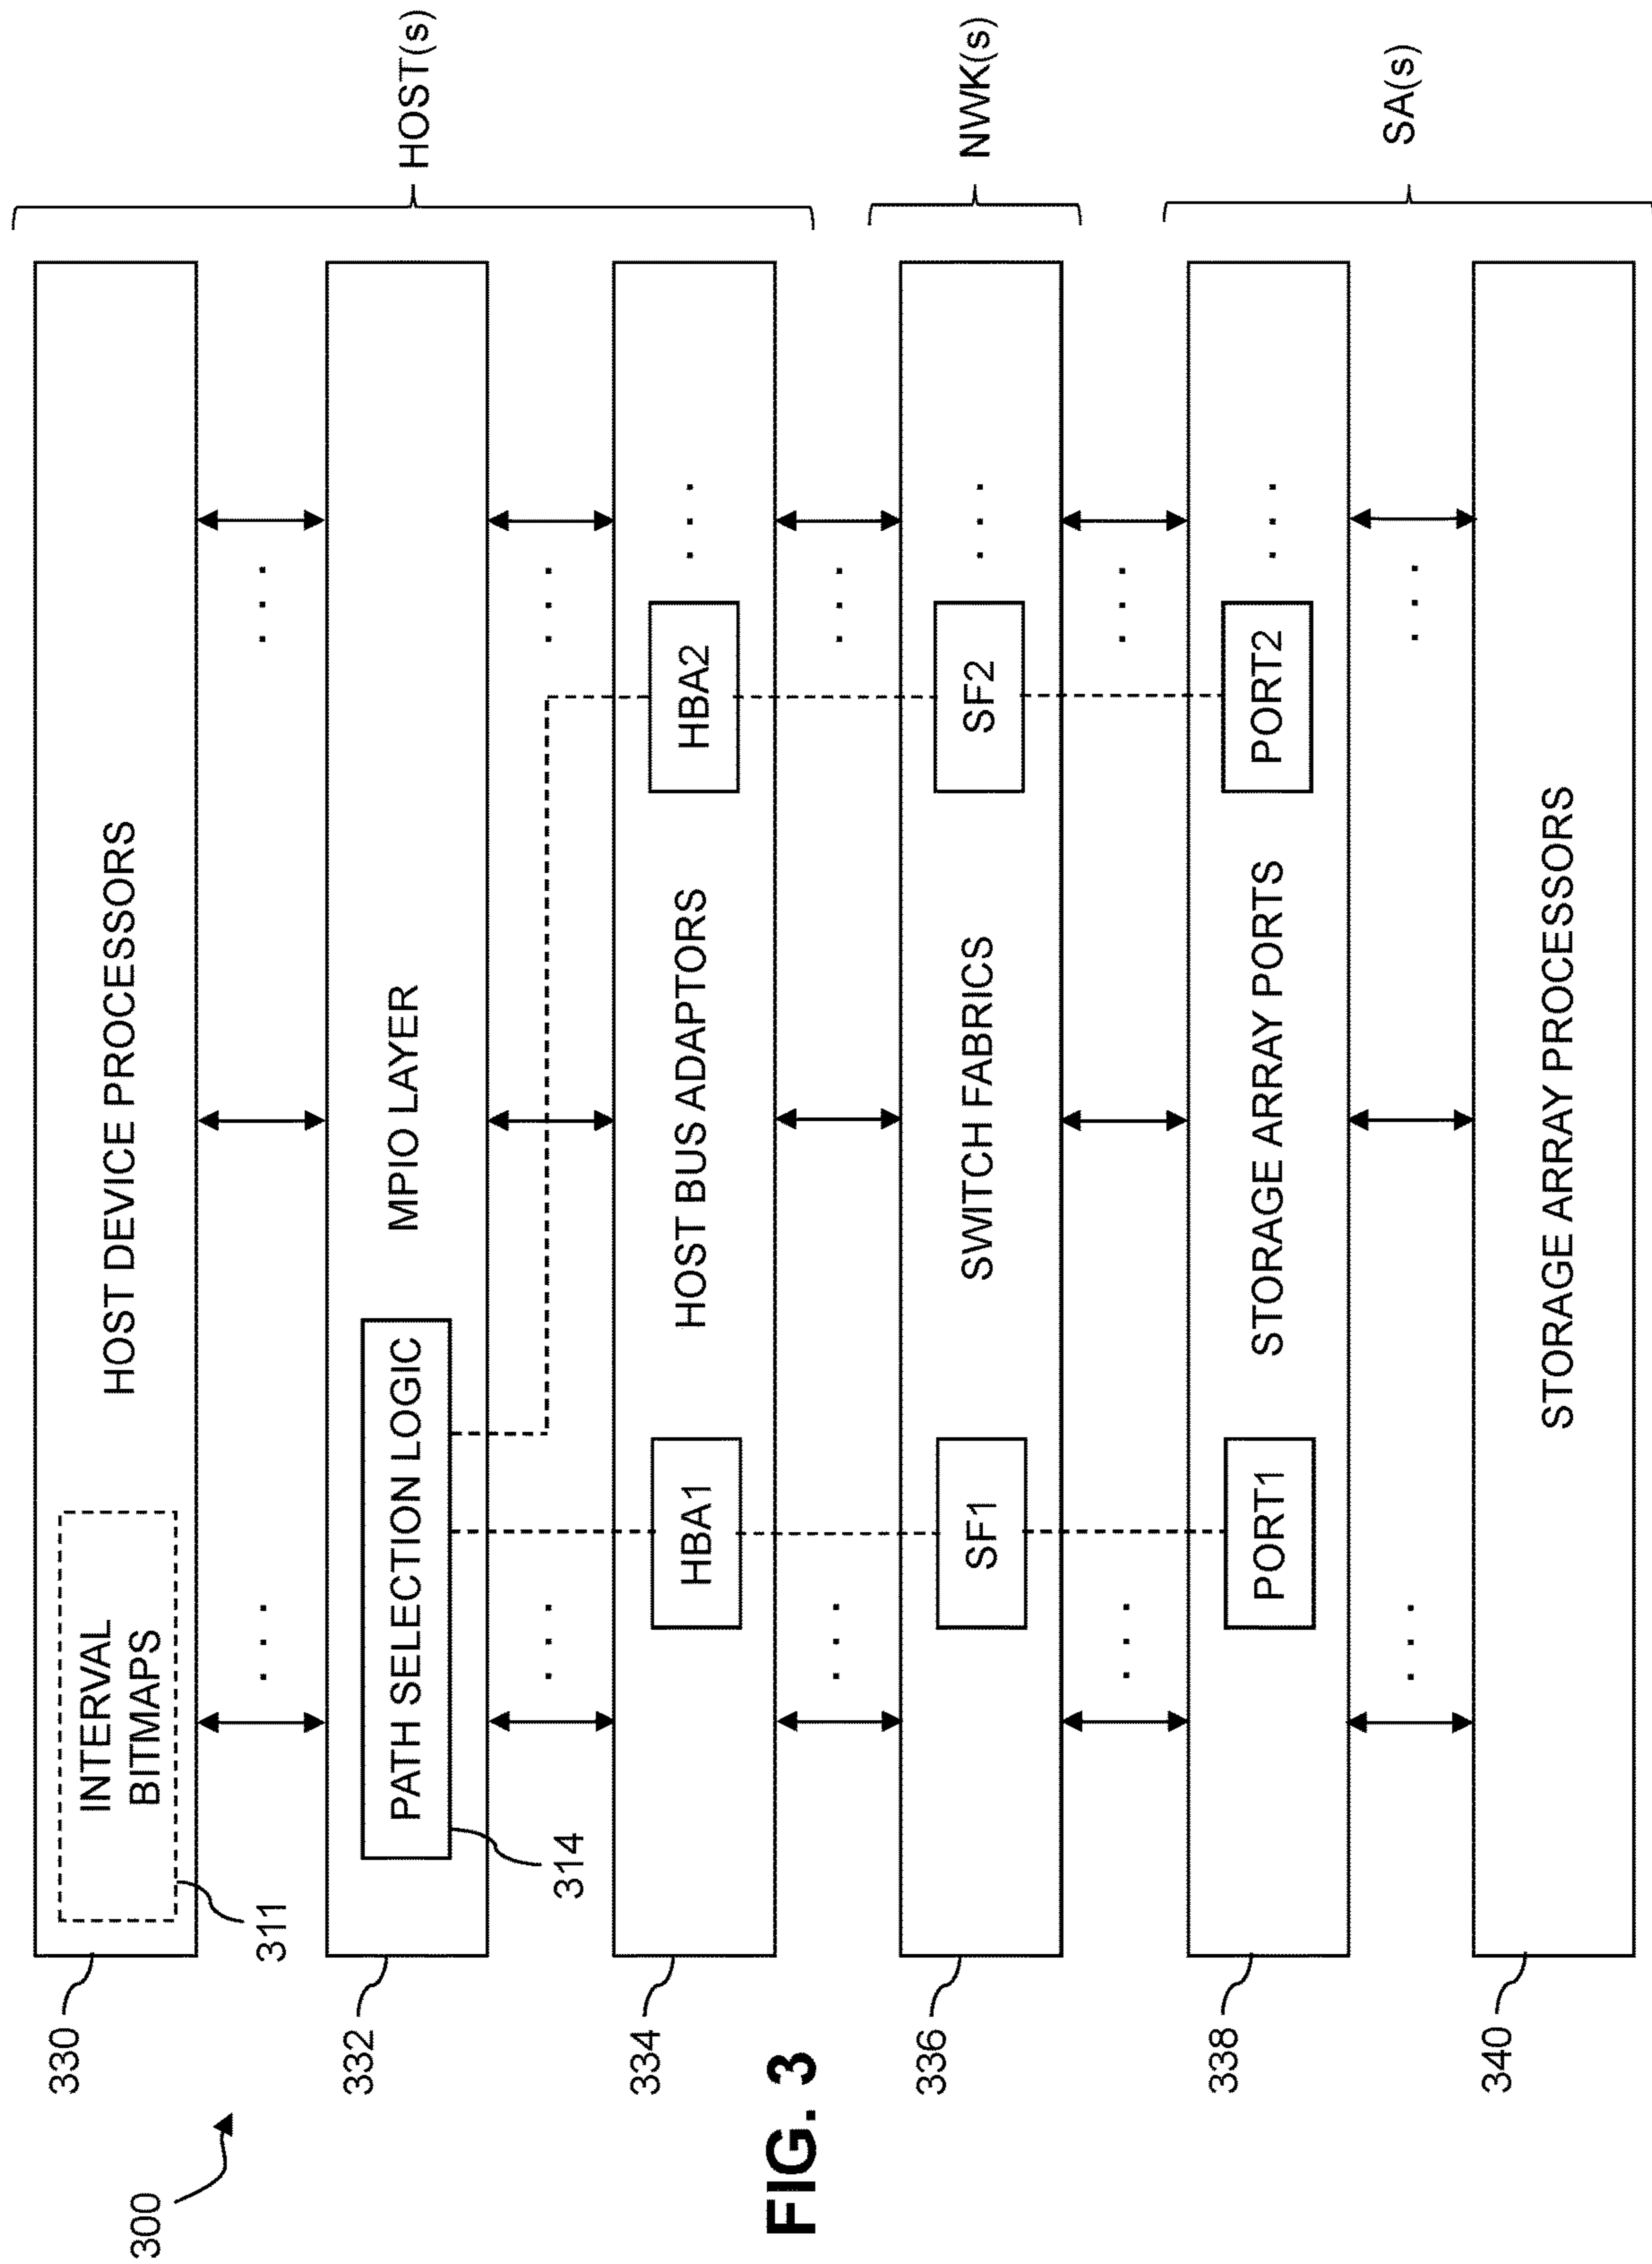 300
330
HOST DEVICE PROCESSORS
INTERVAL
BITMAPS
311
332
MPIO LAYER
PATH SELECTION LOGIC
314
334
HOST BUS ADAPTORS
HBA1
HBA2
HOST(s)
336
SWITCH FABRICS
SF1
SF2
NWK(s)
338
STORAGE ARRAY PORTS
PORT1
PORT2
340
STORAGE ARRAY PROCESSORS
SA(s)
FIG. 3